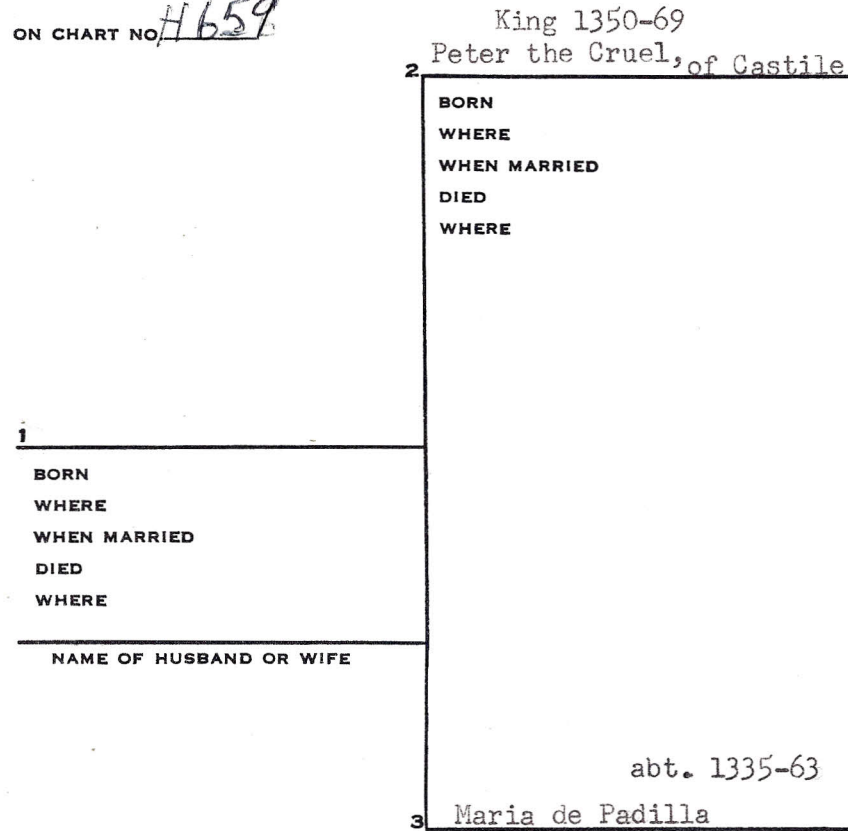 ON CHART NO. H659
King 1350-69
2 Peter the Cruel, of Castile
BORN
WHERE
WHEN MARRIED
DIED
WHERE
1
BORN
WHERE
WHEN MARRIED
DIED
WHERE
NAME OF HUSBAND OR WIFE
abt. 1335-63
3 Maria de Padilla